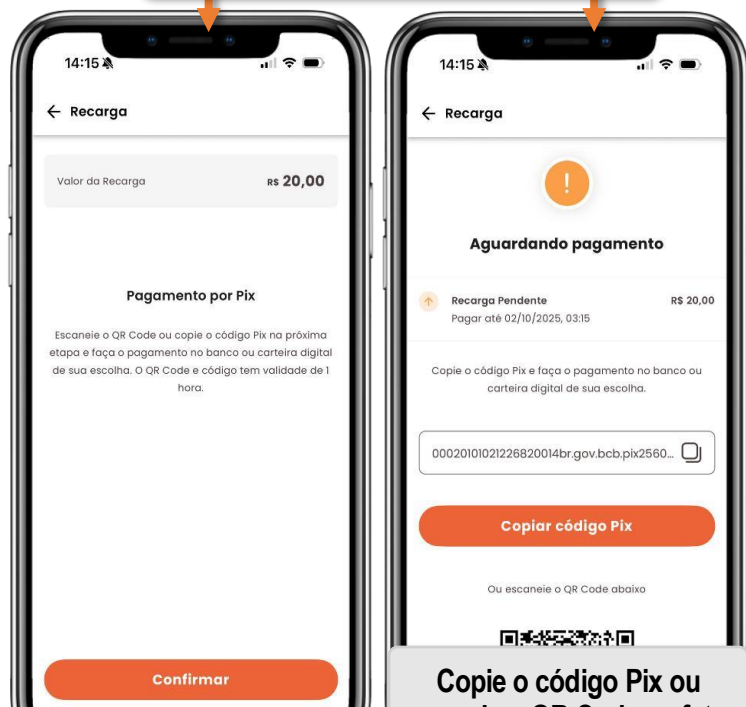 14:15
Recarga
Valor da Recarga R$ 20,00
Pagamento por Pix
Escaneie o QR Code ou copie o código Pix na próxima
etapa e faça o pagamento no banco ou carteira digital
de sua escolha. O QR Code e código tem validade de 1
hora.
Confirmar
14:15
Recarga
!
Aguardando pagamento
Recarga Pendente R$ 20,00
Pagar até 02/10/2025, 03:15
Copie o código Pix e faça o pagamento no banco ou
carteira digital de sua escolha.
00020101021226820014br.gov.bcb.pix2560...
Copiar código Pix
Ou escaneie o QR Code abaixo
Copie o código Pix ou